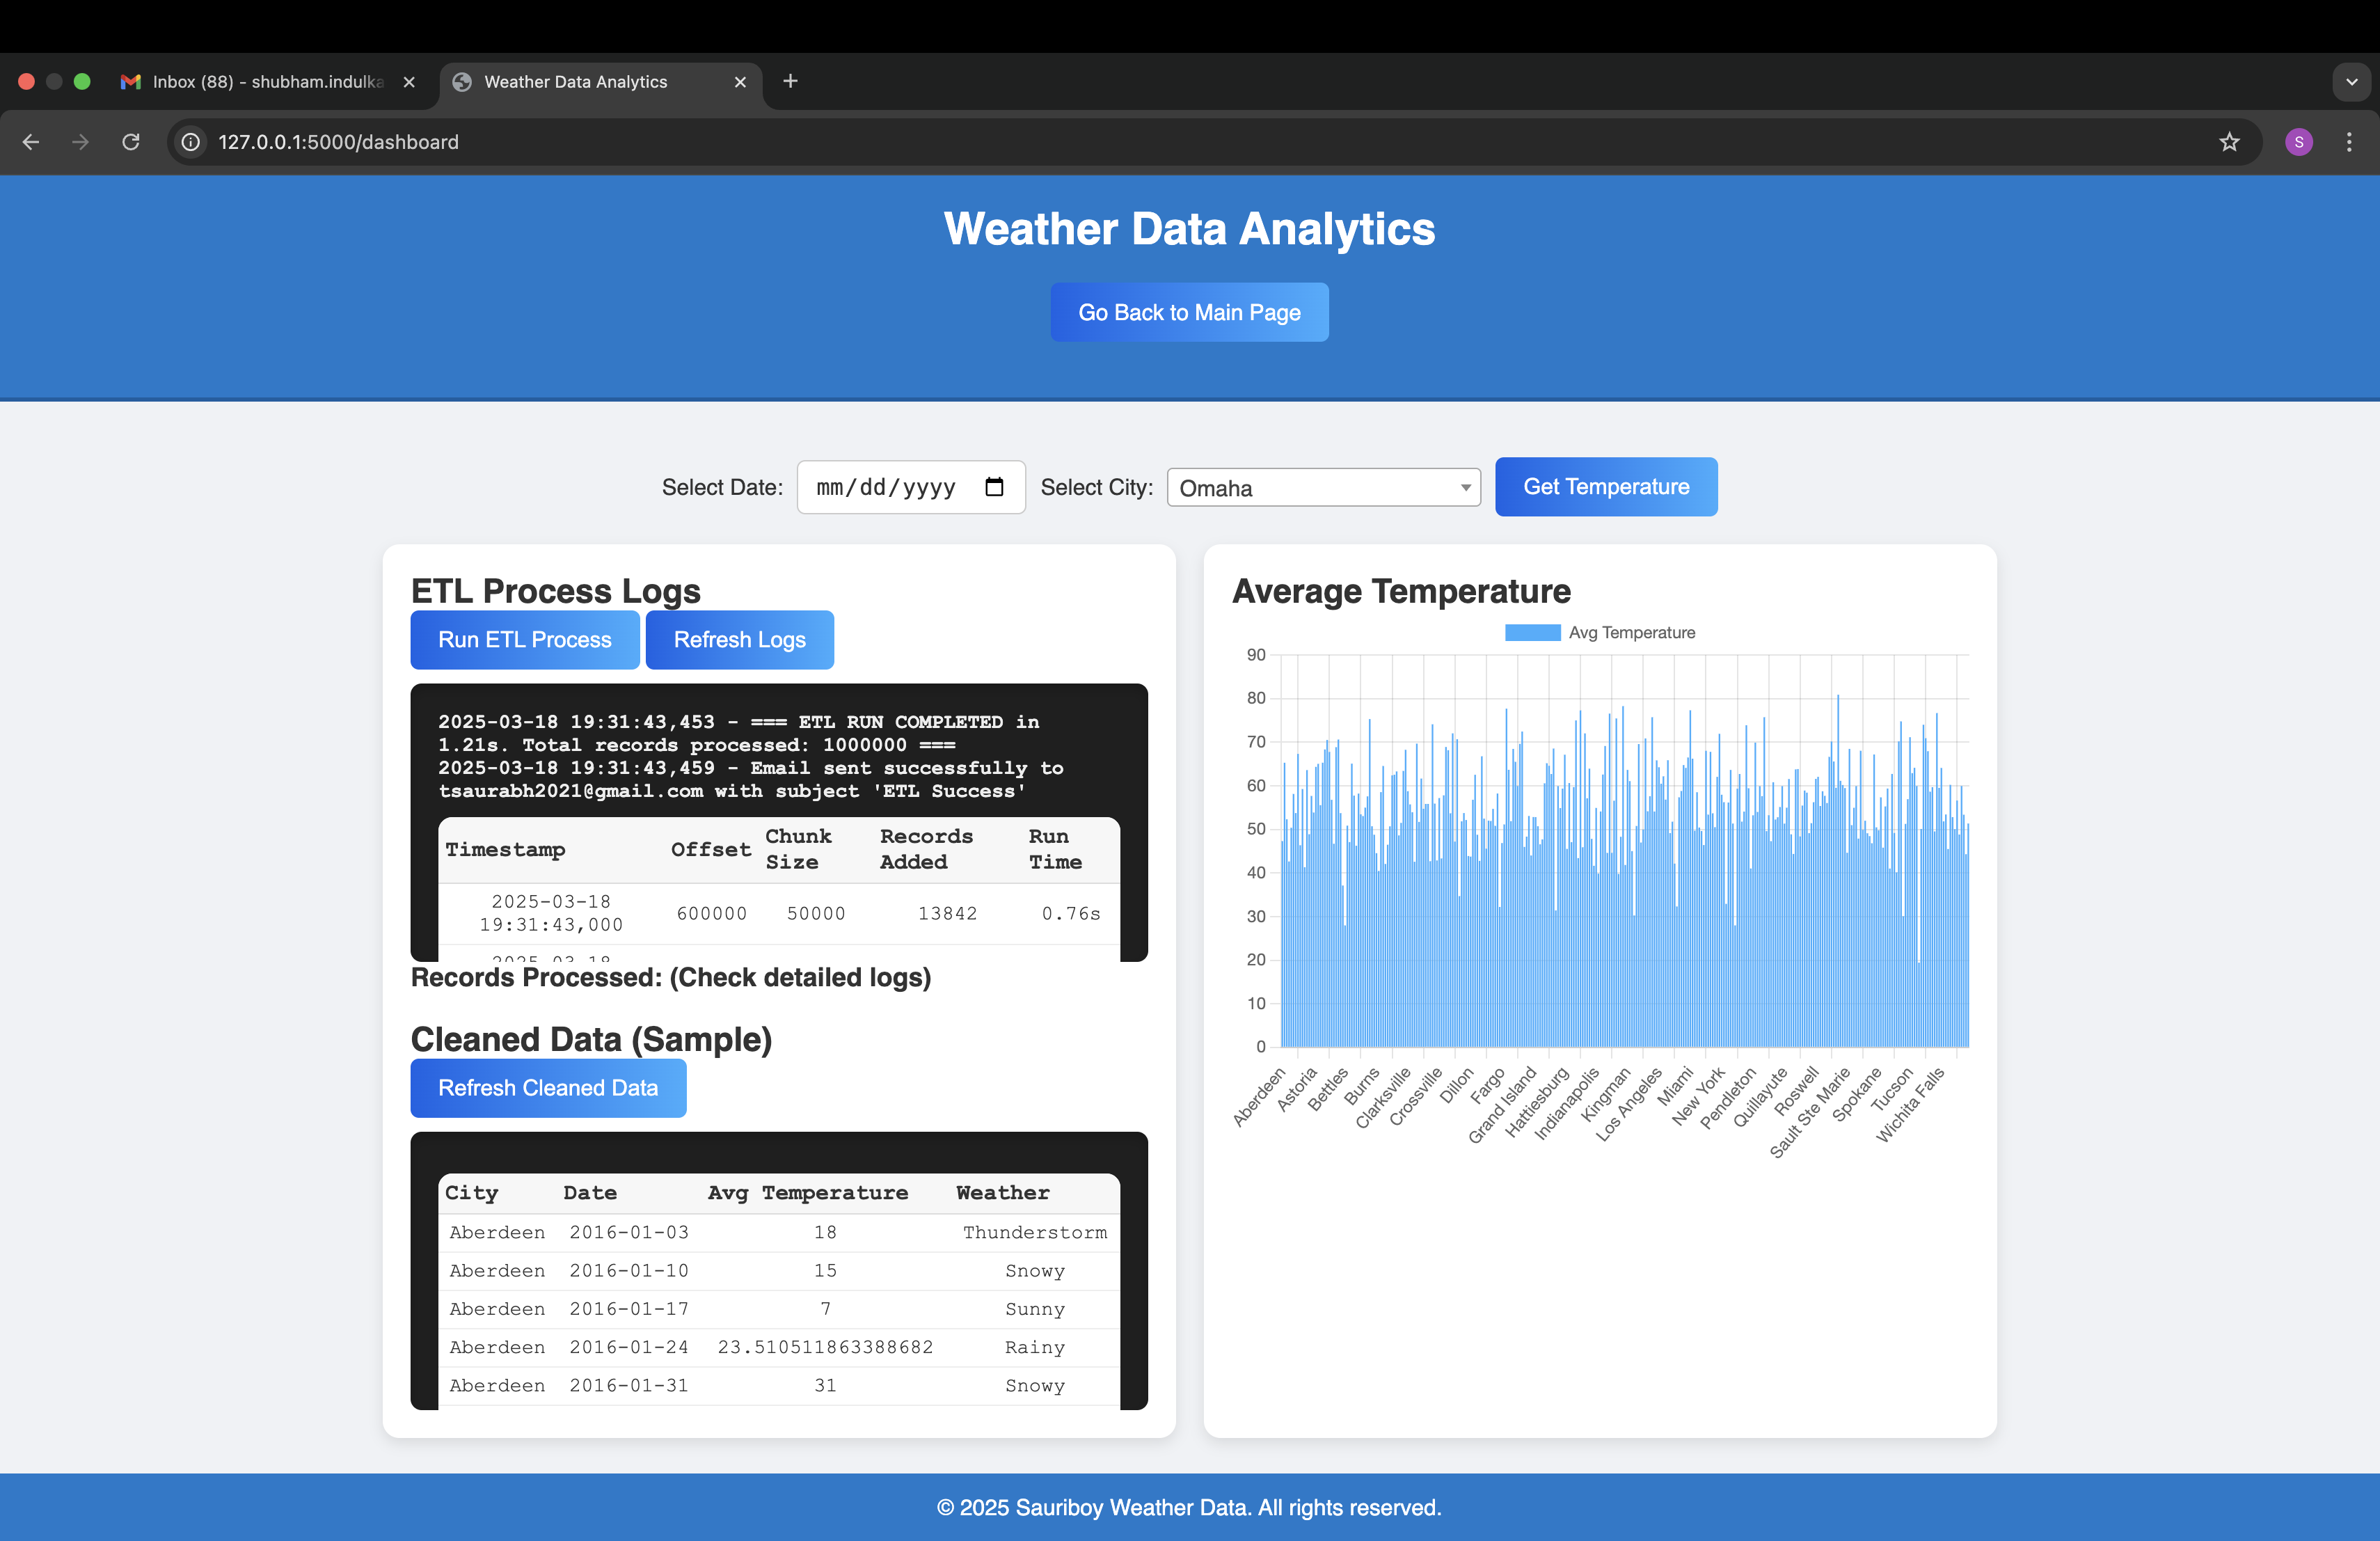 Inbox (88) - shubham.indulka
Weather Data Analytics
127.0.0.1:5000/dashboard
S
Weather Data Analytics
Go Back to Main Page
Select Date: mm/dd/yyyy Select City: Omaha Get Temperature
ETL Process Logs
Run ETL Process Refresh Logs
2025-03-18 19:31:43,453 - === ETL RUN COMPLETED in
1.21s. Total records processed: 1000000 ===
2025-03-18 19:31:43,459 - Email sent successfully to
tsaurabh2021@gmail.com with subject 'ETL Success'
Timestamp Offset Chunk Size Records Added Run Time
2025-03-18 19:31:43,000 600000 50000 13842 0.76s
2025-03-18
Records Processed: (Check detailed logs)
Cleaned Data (Sample)
Refresh Cleaned Data
City Date Avg Temperature Weather
Aberdeen 2016-01-03 18 Thunderstorm
Aberdeen 2016-01-10 15 Snowy
Aberdeen 2016-01-17 7 Sunny
Aberdeen 2016-01-24 23.510511863388682 Rainy
Aberdeen 2016-01-31 31 Snowy
Average Temperature
Avg Temperature
90
80
70
60
50
40
30
20
10
0
Aberdeen
Astoria
Bettles
Burns
Clarksville
Crossville
Dillon
Fargo
Grand Island
Hattiesburg
Indianapolis
Kingman
Los Angeles
Miami
New York
Pendleton
Quillayute
Roswell
Sault Ste Marie
Spokane
Tucson
Wichita Falls
© 2025 Sauriboy Weather Data. All rights reserved.